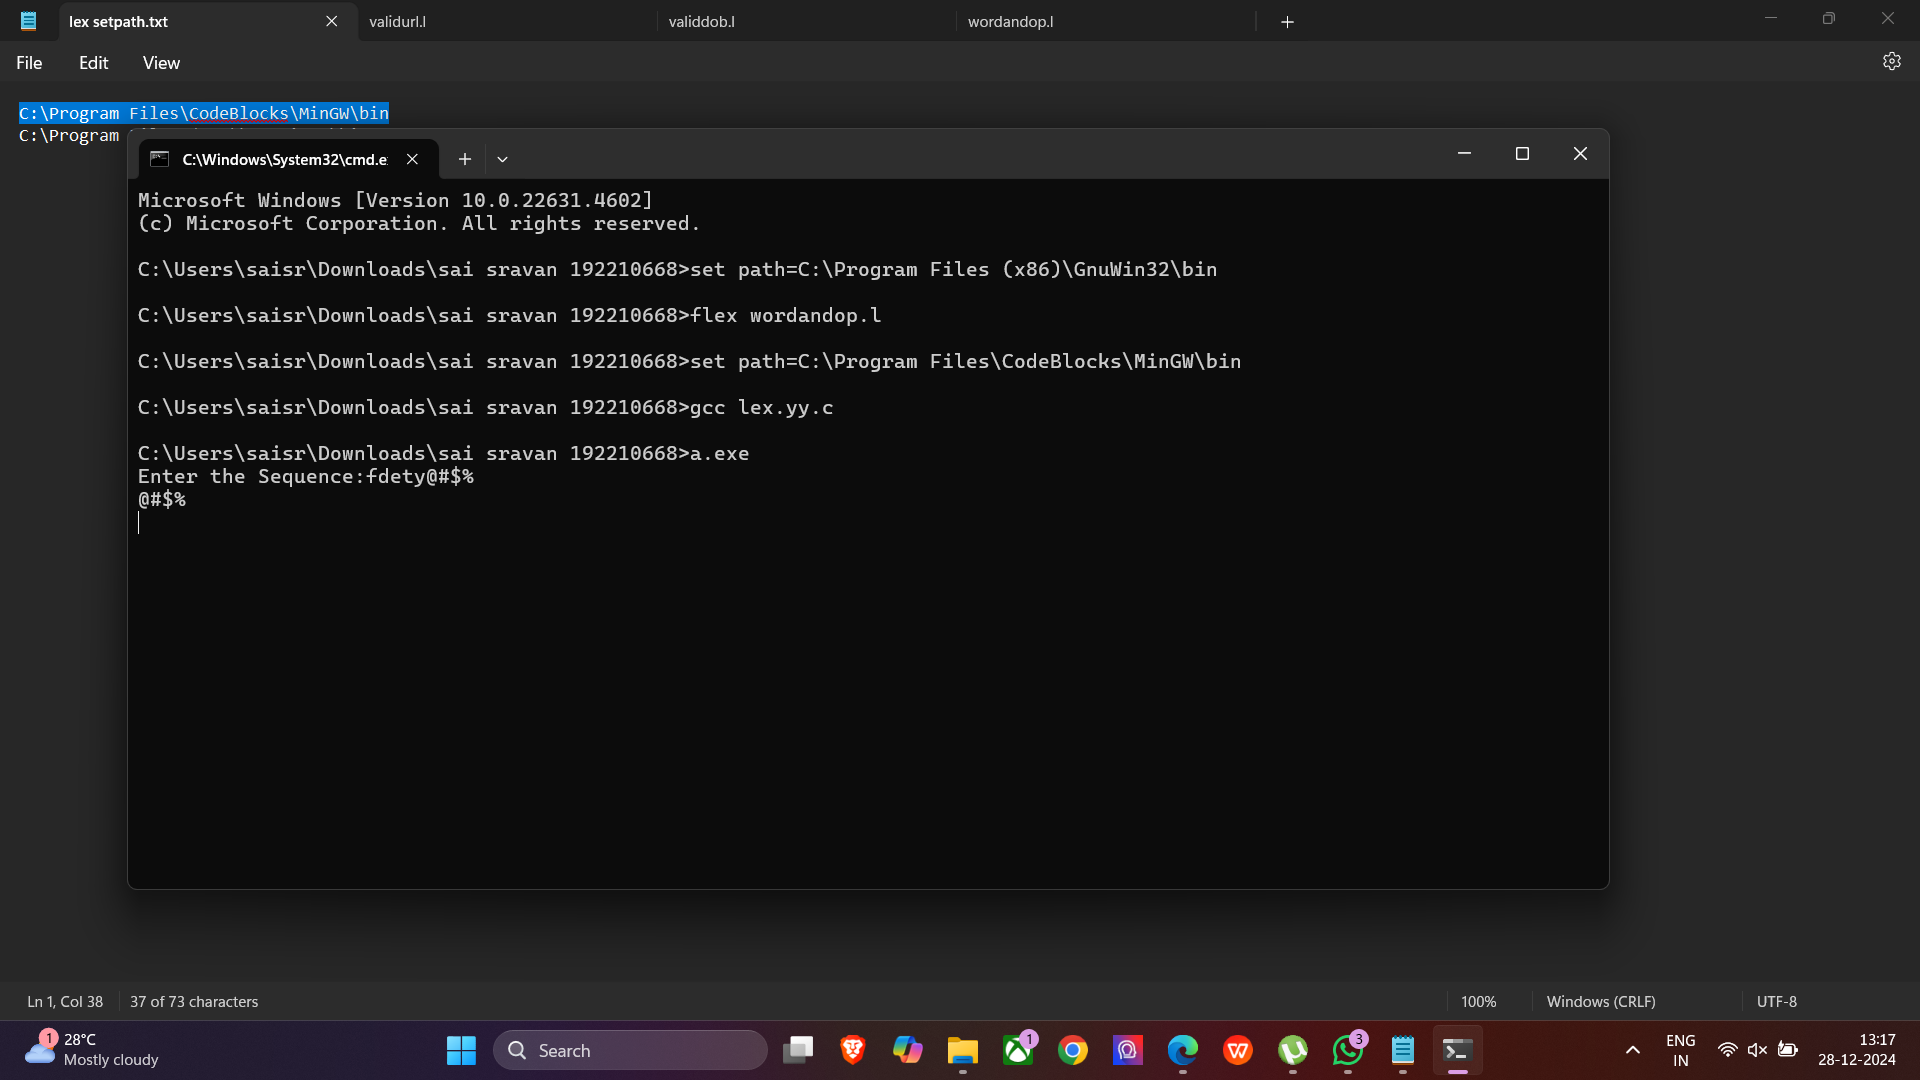 lex setpath.txt
validurl.l
validdob.l
wordandop.l
File
Edit
View
C:\Program Files\CodeBlocks\MinGW\bin
C:\Program
C:\Windows\System32\cmd.e
Microsoft Windows [Version 10.0.22631.4602]
(c) Microsoft Corporation. All rights reserved.
C:\Users\saisr\Downloads\sai sravan 192210668>set path=C:\Program Files (x86)\GnuWin32\bin
C:\Users\saisr\Downloads\sai sravan 192210668>flex wordandop.l
C:\Users\saisr\Downloads\sai sravan 192210668>set path=C:\Program Files\CodeBlocks\MinGW\bin
C:\Users\saisr\Downloads\sai sravan 192210668>gcc lex.yy.c
C:\Users\saisr\Downloads\sai sravan 192210668>a.exe
Enter the Sequence:fdety@#$%
@#$%
Ln 1, Col 38
37 of 73 characters
100%
Windows (CRLF)
UTF-8
1
28°C
Mostly cloudy
Search
1
3
ENG
IN
13:17
28-12-2024